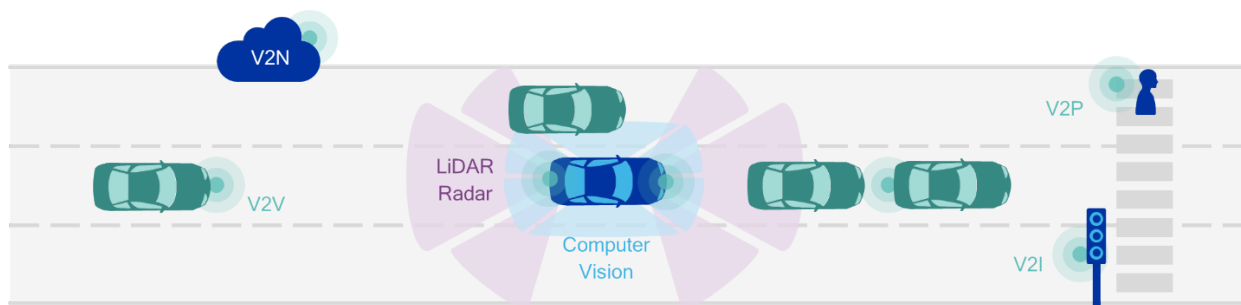 V2N
V2P
LiDAR
Radar
V2V
Computer
Vision
V2I